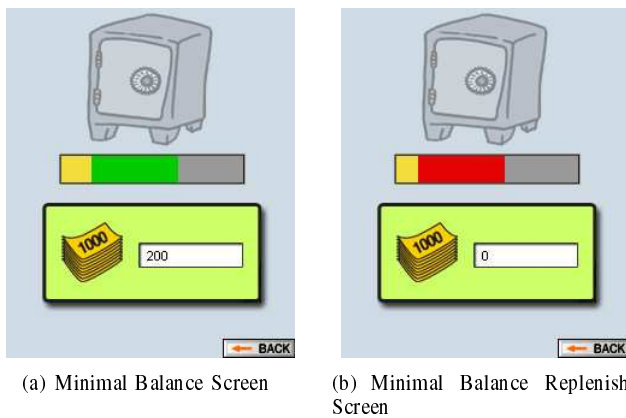 1000
200
BACK
(a) Minimal Balance Screen
1000
0
BACK
(b) Minimal Balance Replenish
Screen